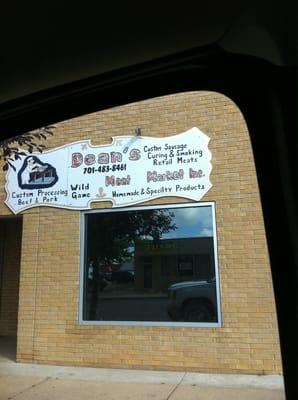 Dean's
701-483-8461
Meat Market Inc.
Custom Sausage
Curing & Smoking
Retail Meats
Custom Processing
Beef & Pork
Wild
Game
Homemade & Specialty Products